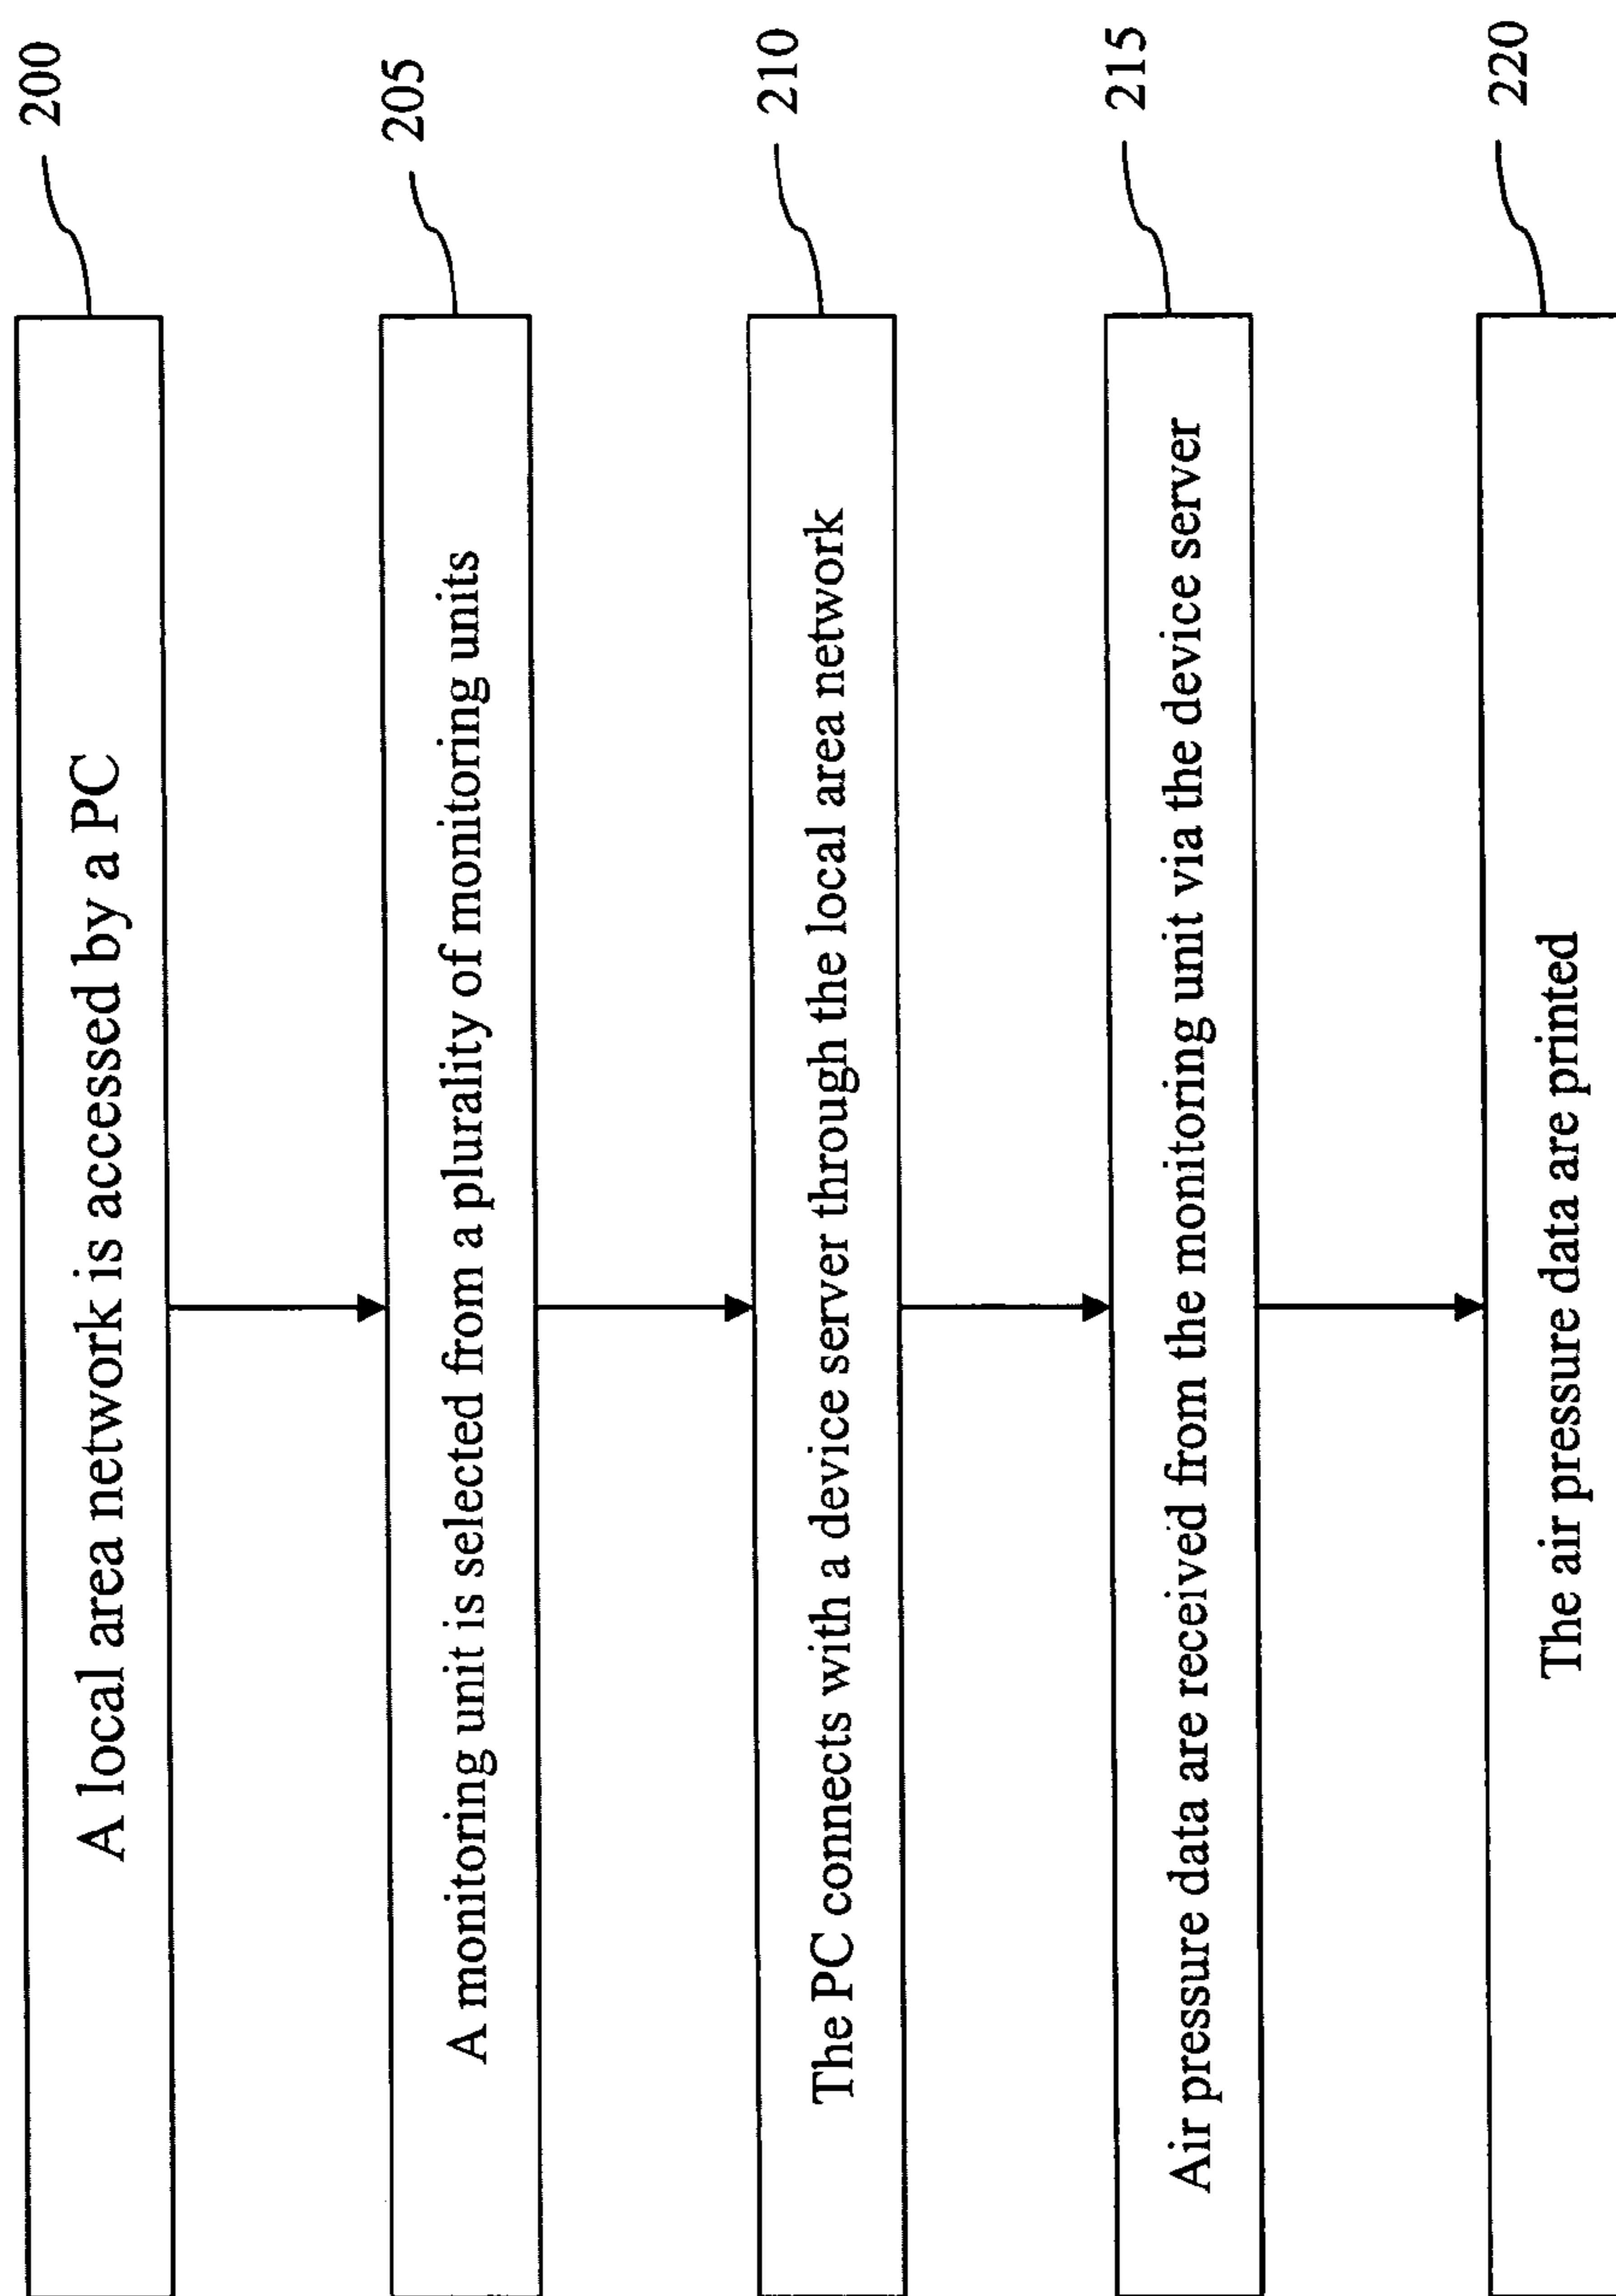 A local area network is accessed by a PC
200
A monitoring unit is selected from a plurality of monitoring units
205
The PC connects with a device server through the local area network
210
Air pressure data are received from the monitoring unit via the device server
215
The air pressure data are printed
220